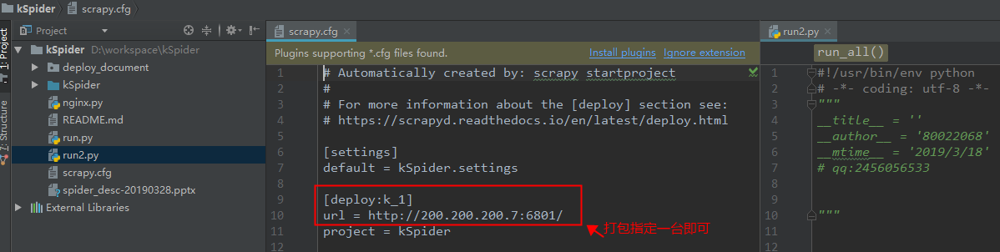 kSpider
scrapy.cfg
1: Project
7: Structure
Project
kSpider D:\workspace\kSpider
deploy_document
kSpider
nginx.py
README.md
run.py
run2.py
scrapy.cfg
spider_desc-20190328.pptx
External Libraries
scrapy.cfg
Plugins supporting *.cfg files found. Install plugins Ignore extension
1 # Automatically created by: scrapy startproject
2 #
3 # For more information about the [deploy] section see:
4 # https://scrapyd.readthedocs.io/en/latest/deploy.html
5
6 [settings]
7 default = kSpider.settings
8
9 [deploy:k_1]
10 url = http://200.200.200.7:6801/
11 project = kSpider
打包指定一台即可
run2.py
run_all()
1 #!/usr/bin/env python
2 # -*- coding: utf-8 -*-
3 """
4 __title__ = ''
5 __author__ = '80022068'
6 __mtime__ = '2019/3/18'
7 # qq:2456056533
8
9
10 """
11